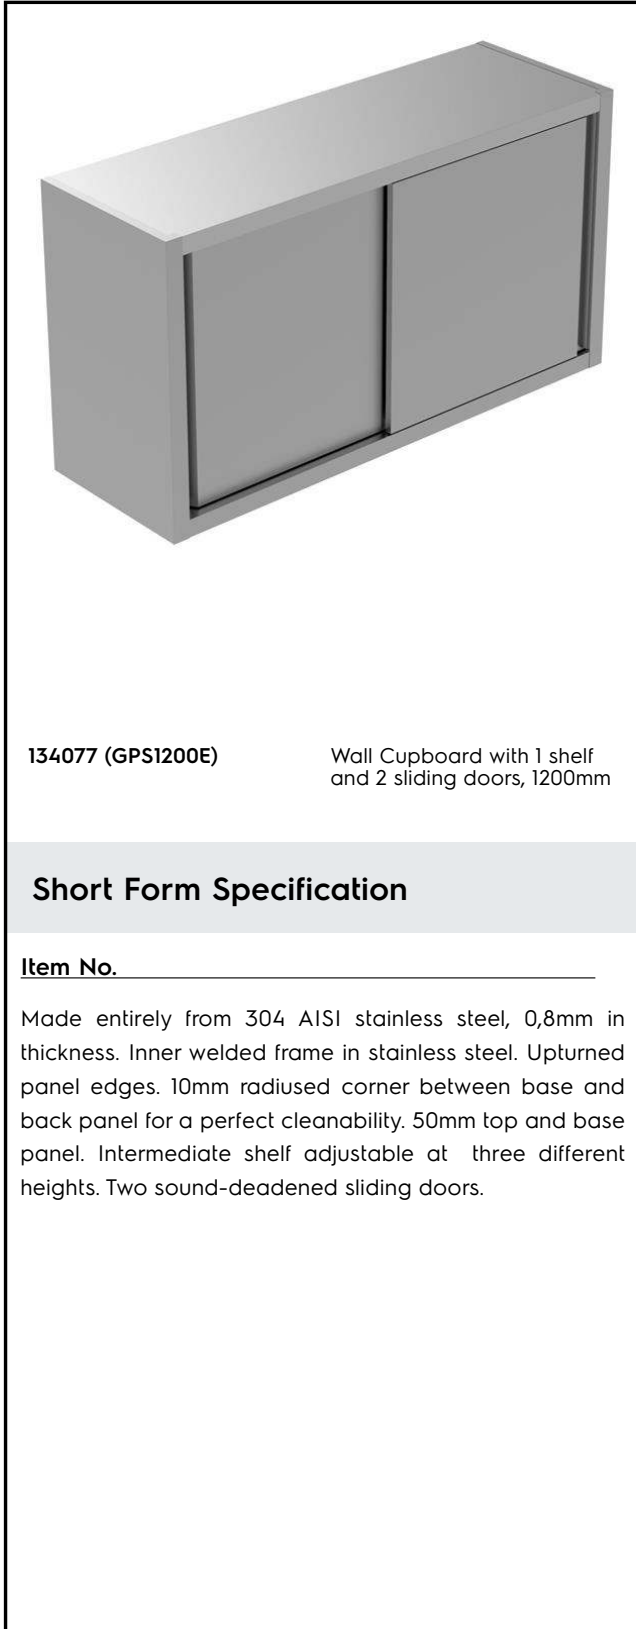 134077 (GPS1200E)
Wall Cupboard with 1 shelf
and 2 sliding doors, 1200mm
Short Form Specification
Item No.
Made entirely from 304 AISI stainless steel, 0,8mm in
thickness. Inner welded frame in stainless steel. Upturned
panel edges. 10mm radiused corner between base and
back panel for a perfect cleanability. 50mm top and base
panel. Intermediate shelf adjustable at three different
heights. Two sound-deadened sliding doors.